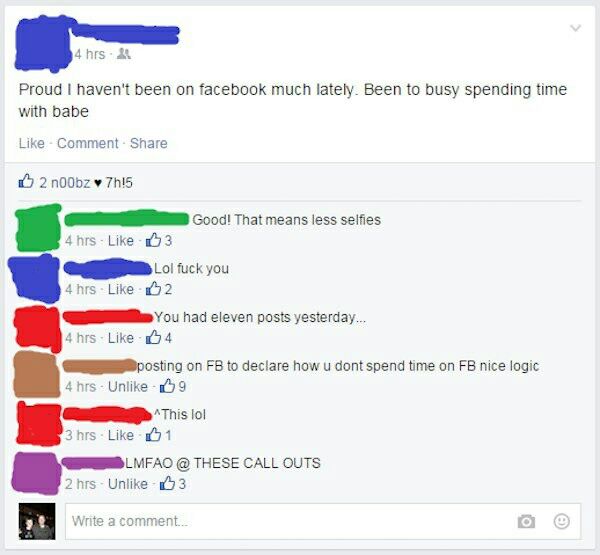 4 hrs ·
Proud I haven't been on facebook much lately. Been to busy spending time
with babe
Like · Comment · Share
2 n00bz ♥ 7h!5
Good! That means less selfies
4 hrs · Like · 3
Lol fuck you
4 hrs · Like · 2
You had eleven posts yesterday...
4 hrs · Like · 4
posting on FB to declare how u dont spend time on FB nice logic
4 hrs · Unlike · 9
^This lol
3 hrs · Like · 1
LMFAO @ THESE CALL OUTS
2 hrs · Unlike · 3
Write a comment...